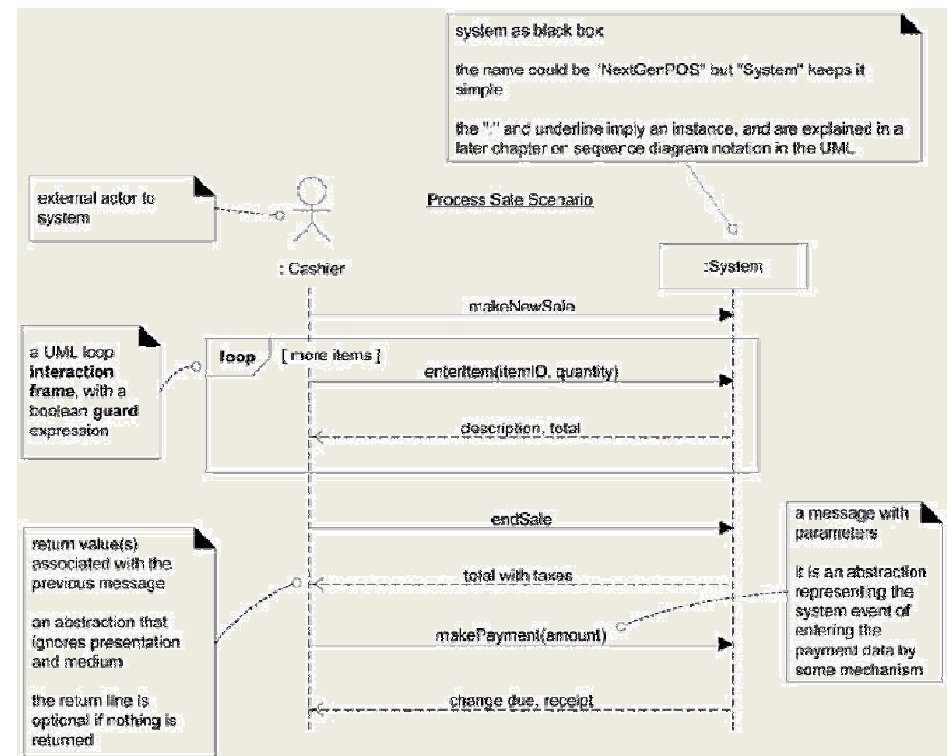 system as black box
the name could be "NextGenPOS" but "System" keeps it
simple
the ":" and underline imply an instance, and are explained in a
later chapter on sequence diagram notation in the UML
external actor to
system
Process Sale Scenario
: Cashier
:System
makeNewSale
a UML loop
interaction
frame, with a
boolean guard
expression
loop
[ more items ]
enterItem(itemID, quantity)
description, total
endSale
return value(s)
associated with the
previous message
an abstraction that
ignores presentation
and medium
the return line is
optional if nothing is
returned
total with taxes
makePayment(amount)
change due, receipt
a message with
parameters
it is an abstraction
representing the
system event of
entering the
payment data by
some mechanism